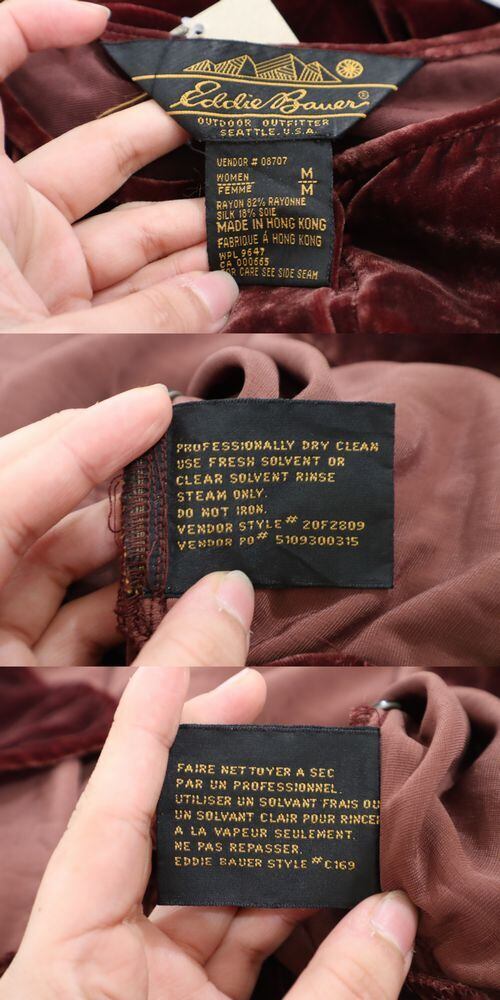 Eddie Bauer®
OUTDOOR OUTFITTER
SEATTLE, U.S.A.
VENDOR # 08707
WOMEN M
FEMME M
RAYON 82% RAYONNE
SILK 18% SOIE
MADE IN HONG KONG
FABRIQUE Á HONG KONG
WPL 9647
CA 000665
FOR CARE SEE SIDE SEAM
PROFESSIONALLY DRY CLEAN
USE FRESH SOLVENT OR
CLEAR SOLVENT RINSE
STEAM ONLY.
DO NOT IRON.
VENDOR STYLE# 20F2809
VENDOR PO# 5109300315
FAIRE NETTOYER A SEC
PAR UN PROFESSIONNEL.
UTILISER UN SOLVANT FRAIS OU
UN SOLVANT CLAIR POUR RINCER
A LA VAPEUR SEULEMENT.
NE PAS REPASSER.
EDDIE BAUER STYLE #C169